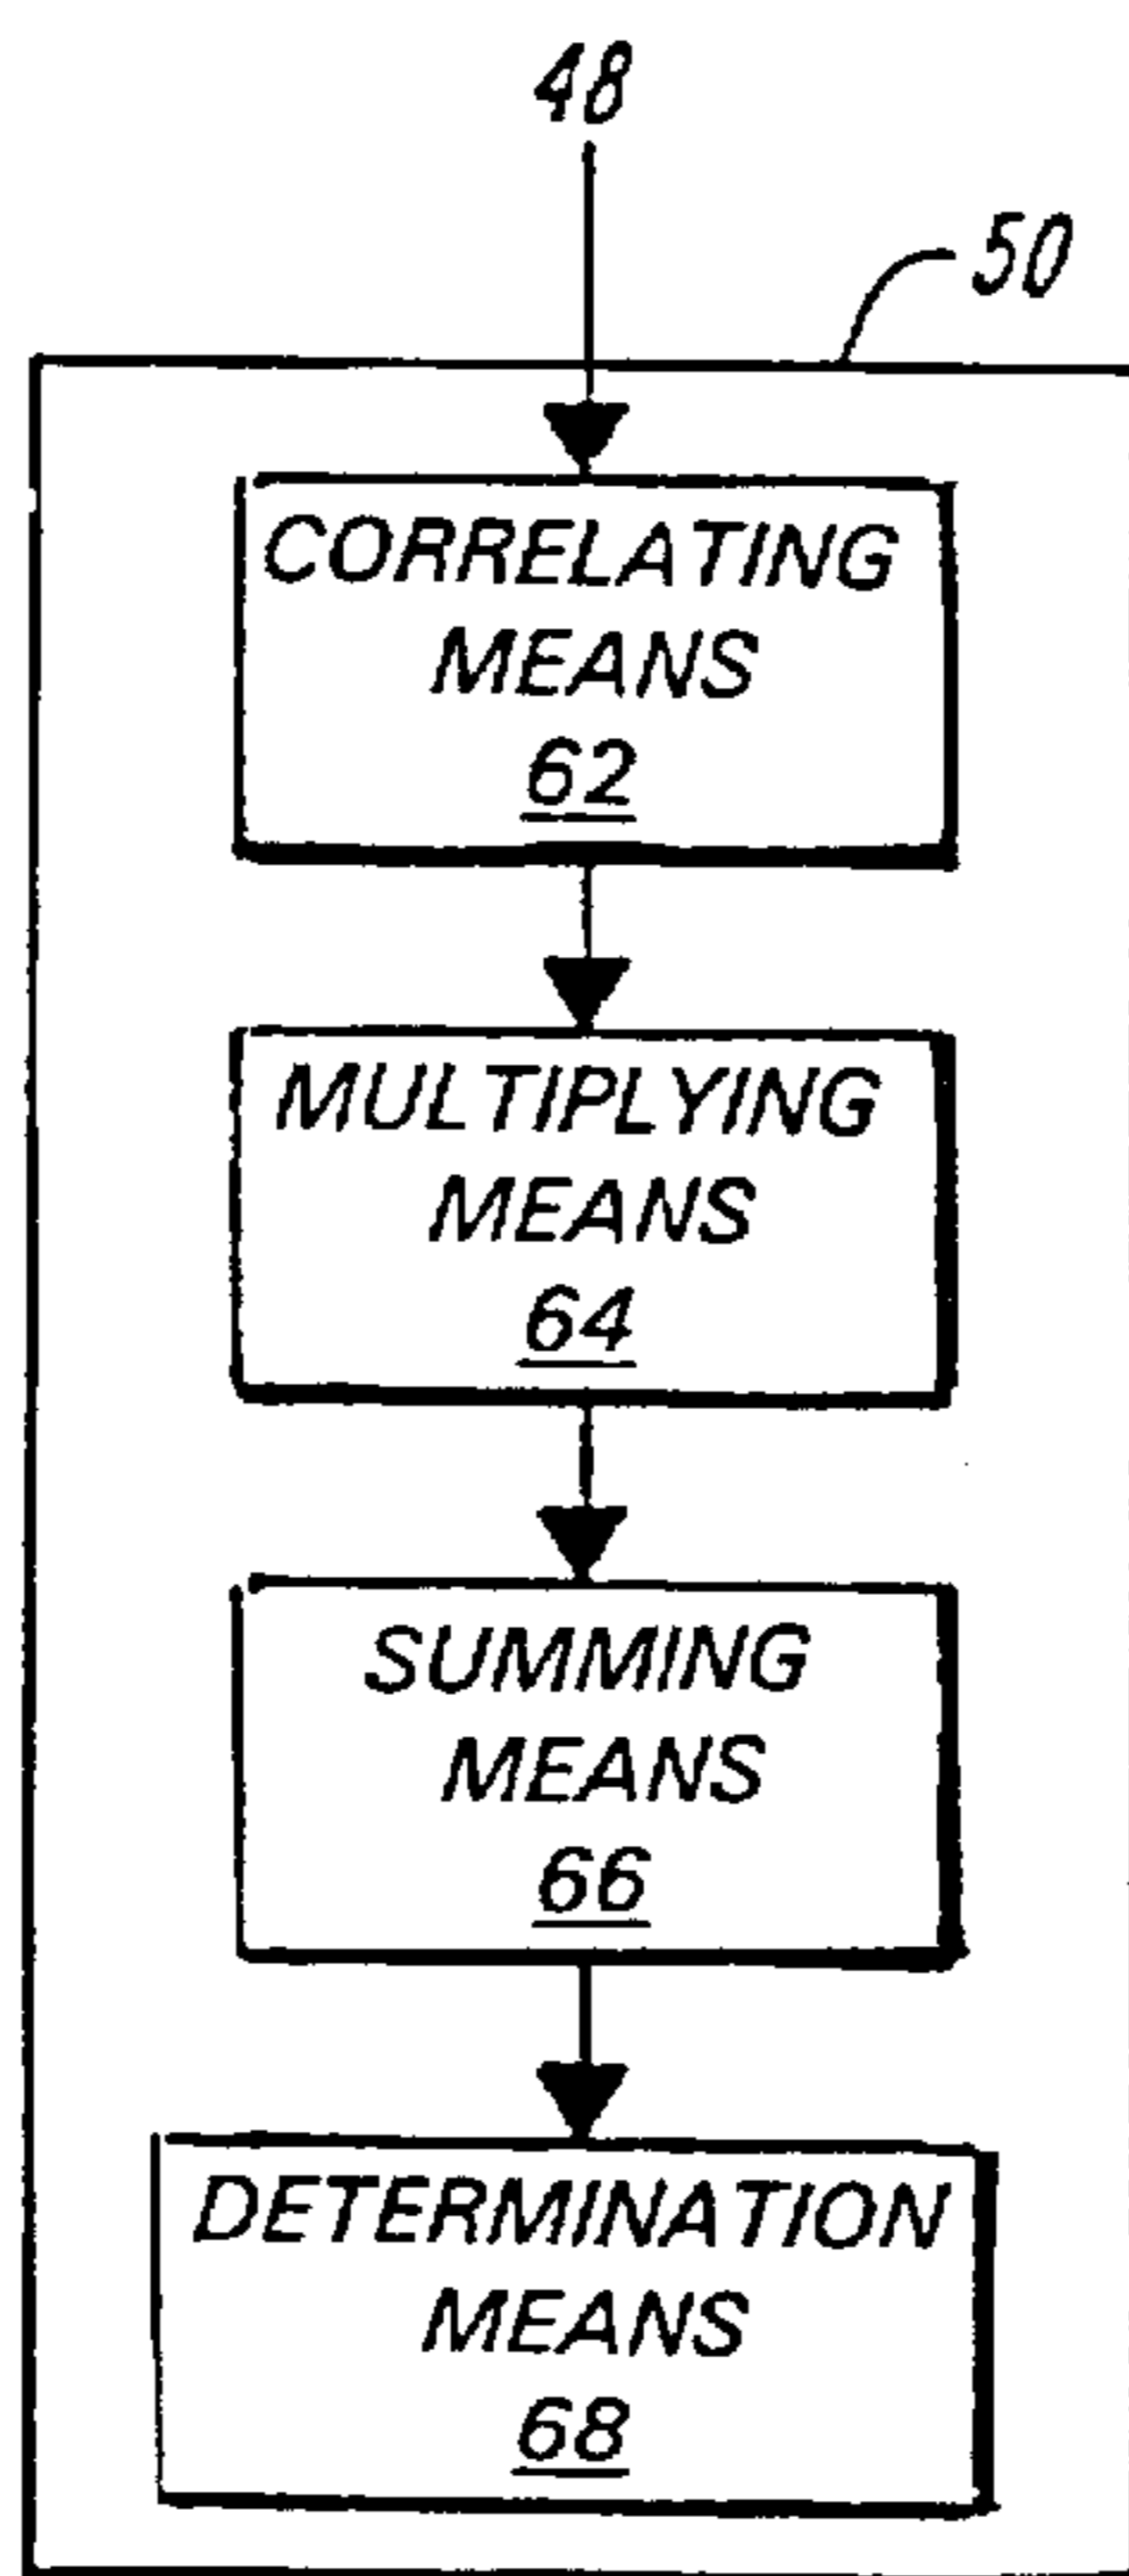 48
50
CORRELATING
MEANS
62
MULTIPLYING
MEANS
64
SUMMING
MEANS
66
DETERMINATION
MEANS
68